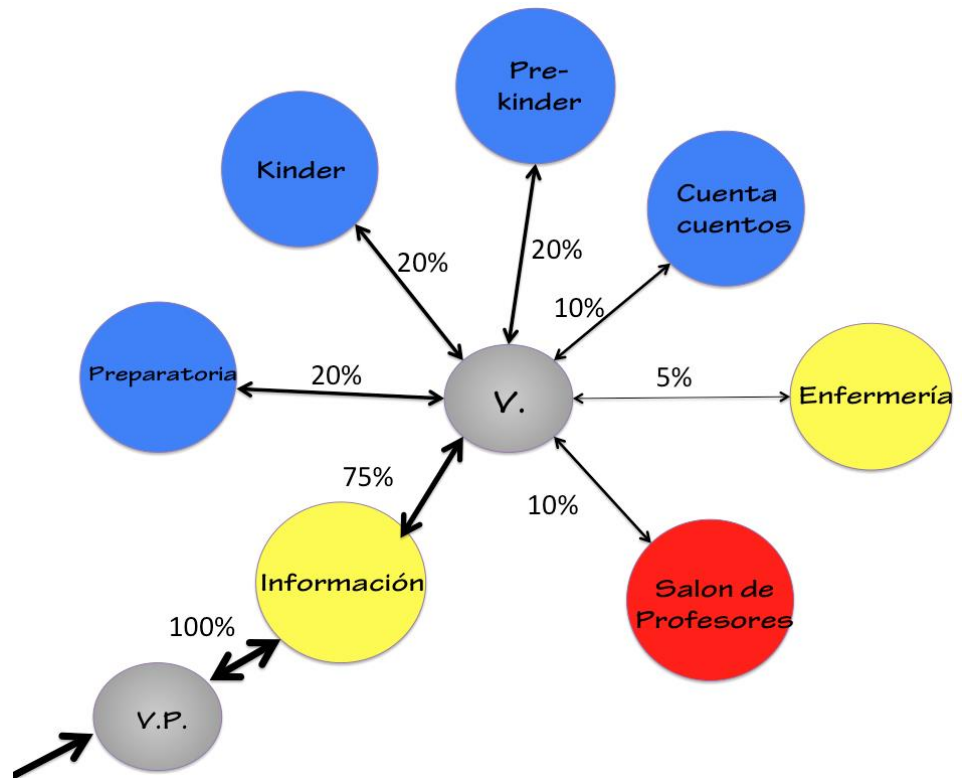 Pre-
kinder
Kinder
Cuenta
cuentos
20%
20%
10%
Preparatoria
20%
5%
Enfermería
V.
75%
10%
Información
Salon de
Profesores
100%
V.P.